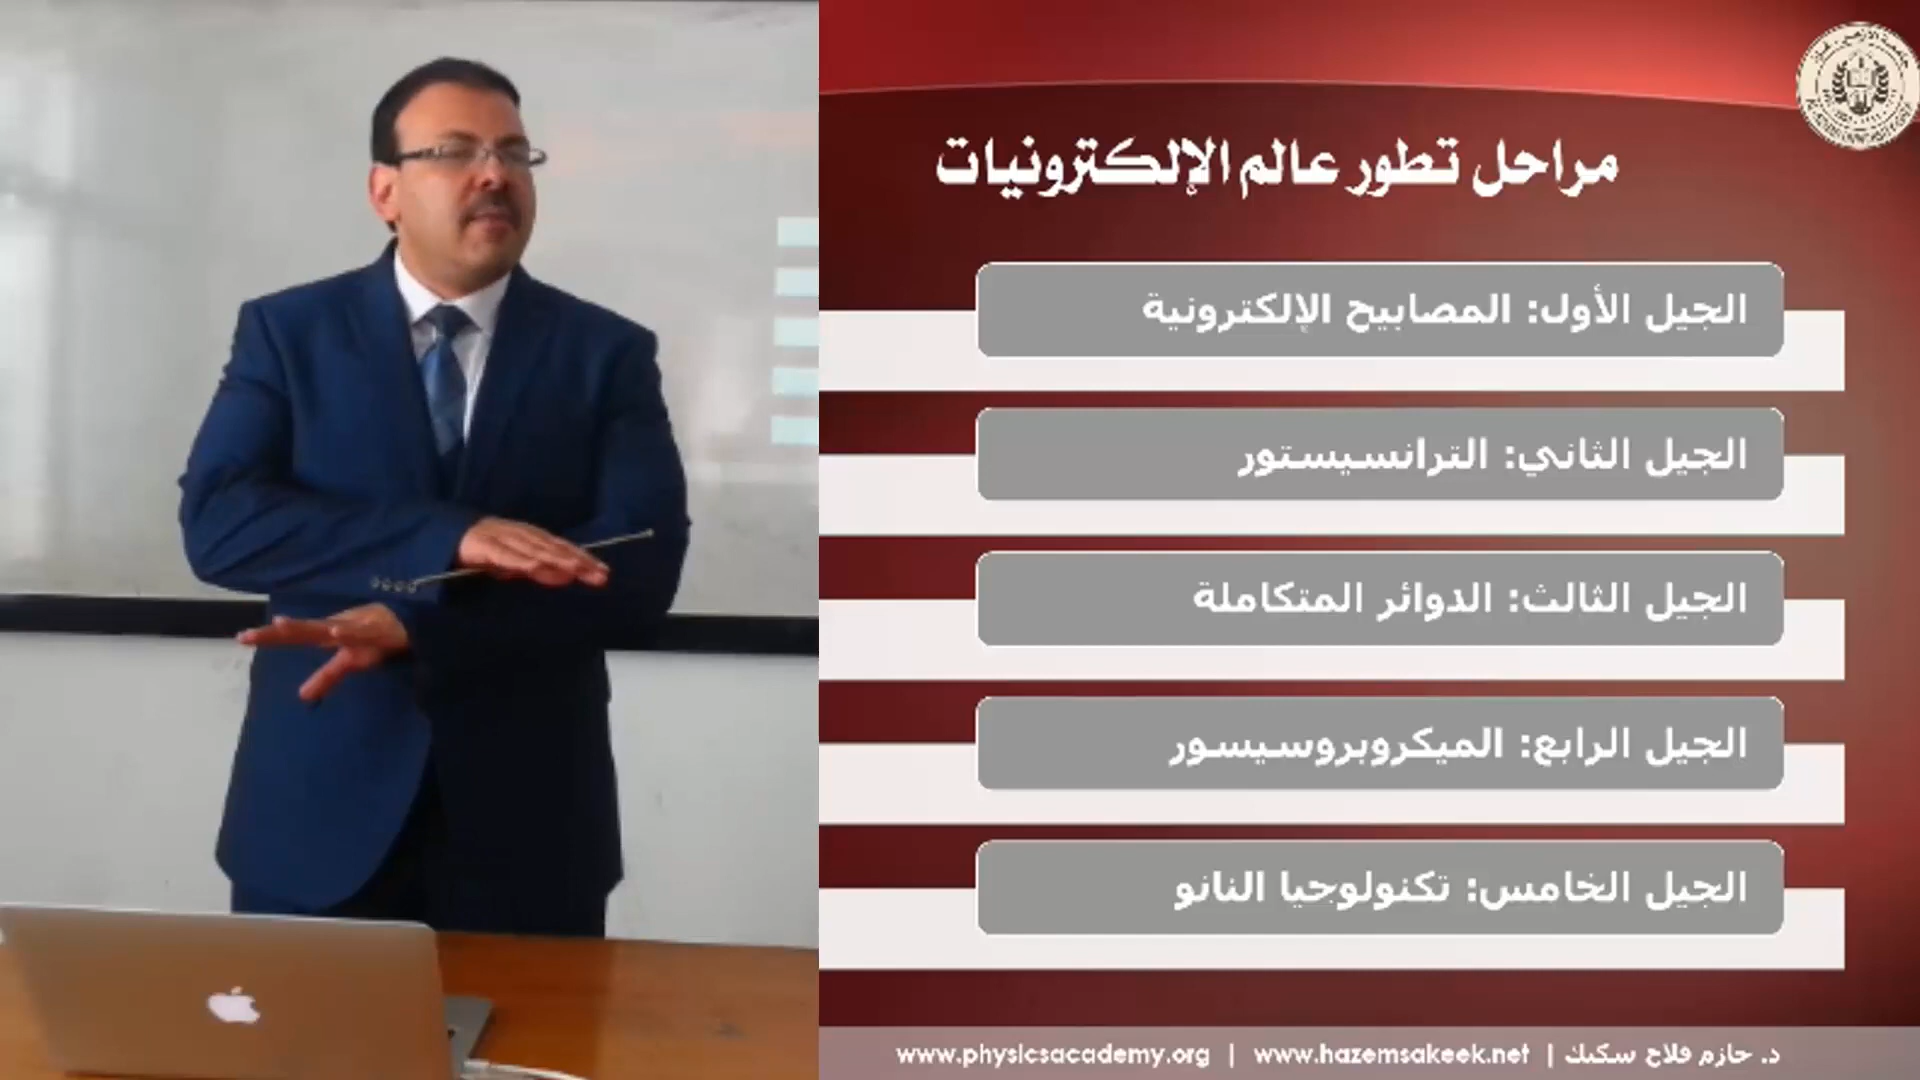 مراحل تطور عالم الإلكترونيات
الجيل الأول: المصابيح الإلكترونية
الجيل الثاني: الترانسيستور
الجيل الثالث: الدوائر المتكاملة
الجيل الرابع: الميكروبروسيسور
الجيل الخامس: تكنولوجيا النانو
www.physicsacademy.org | www.hazemsakeek.net | د. حازم فلاح سكيك